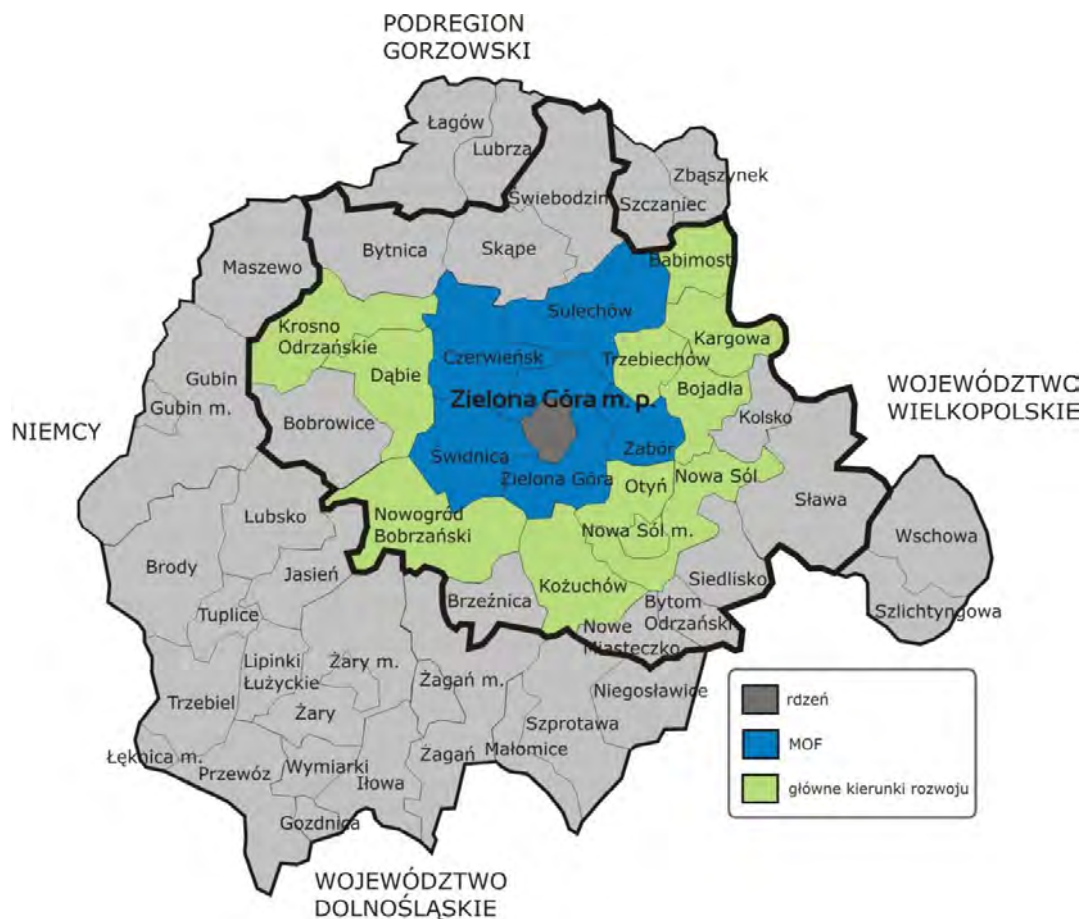 PODREGION
GORZOWSKI
Łagów
Lubrza
Zbąszynek
Świebodzin
Szczaniec
Bytnica
Skąpe
Babimost
Maszewo
Sulechów
Krosno
Odrzańskie
Kargowa
Czerwieńsk
Trzebiechów
Gubin
Dąbie
Bojadła
WOJEWÓDZTWO
WIELKOPOLSKIE
Zielona Góra m. p.
Gubin m.
Kolsko
NIEMCY
Bobrowice
Zabór
Świdnica
Zielona Góra
Nowa Sól
Otyń
Sława
Lubsko
Nowogród
Bobrzański
Nowa Sól m.
Wschowa
Brody
Jasień
Siedlisko
Kożuchów
Brzeźnica
Bytom
Odrzański
Szlichtyngowa
Tuplice
Nowe
Miasteczko
Lipinki
Łużyckie
Żary m.
Żagań m.
Niegosławice
rdzeń
Trzebiel
Żary
Szprotawa
MOF
Łęknica m.
Przewóz
Wymiarki
Iłowa
Żagań
Małomice
główne kierunki rozwoju
Gozdnica
WOJEWÓDZTWO
DOLNOŚLĄSKIE